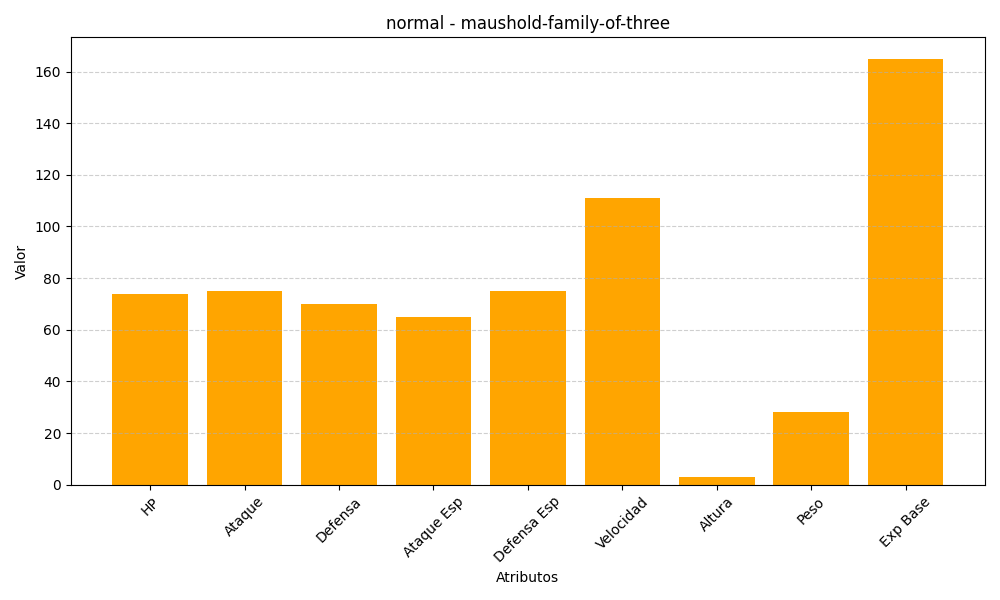 normal - maushold-family-of-three
Valor
160
140
120
100
80
60
40
20
0
HP
Ataque
Defensa
Ataque Esp
Defensa Esp
Velocidad
Altura
Peso
Exp Base
Atributos